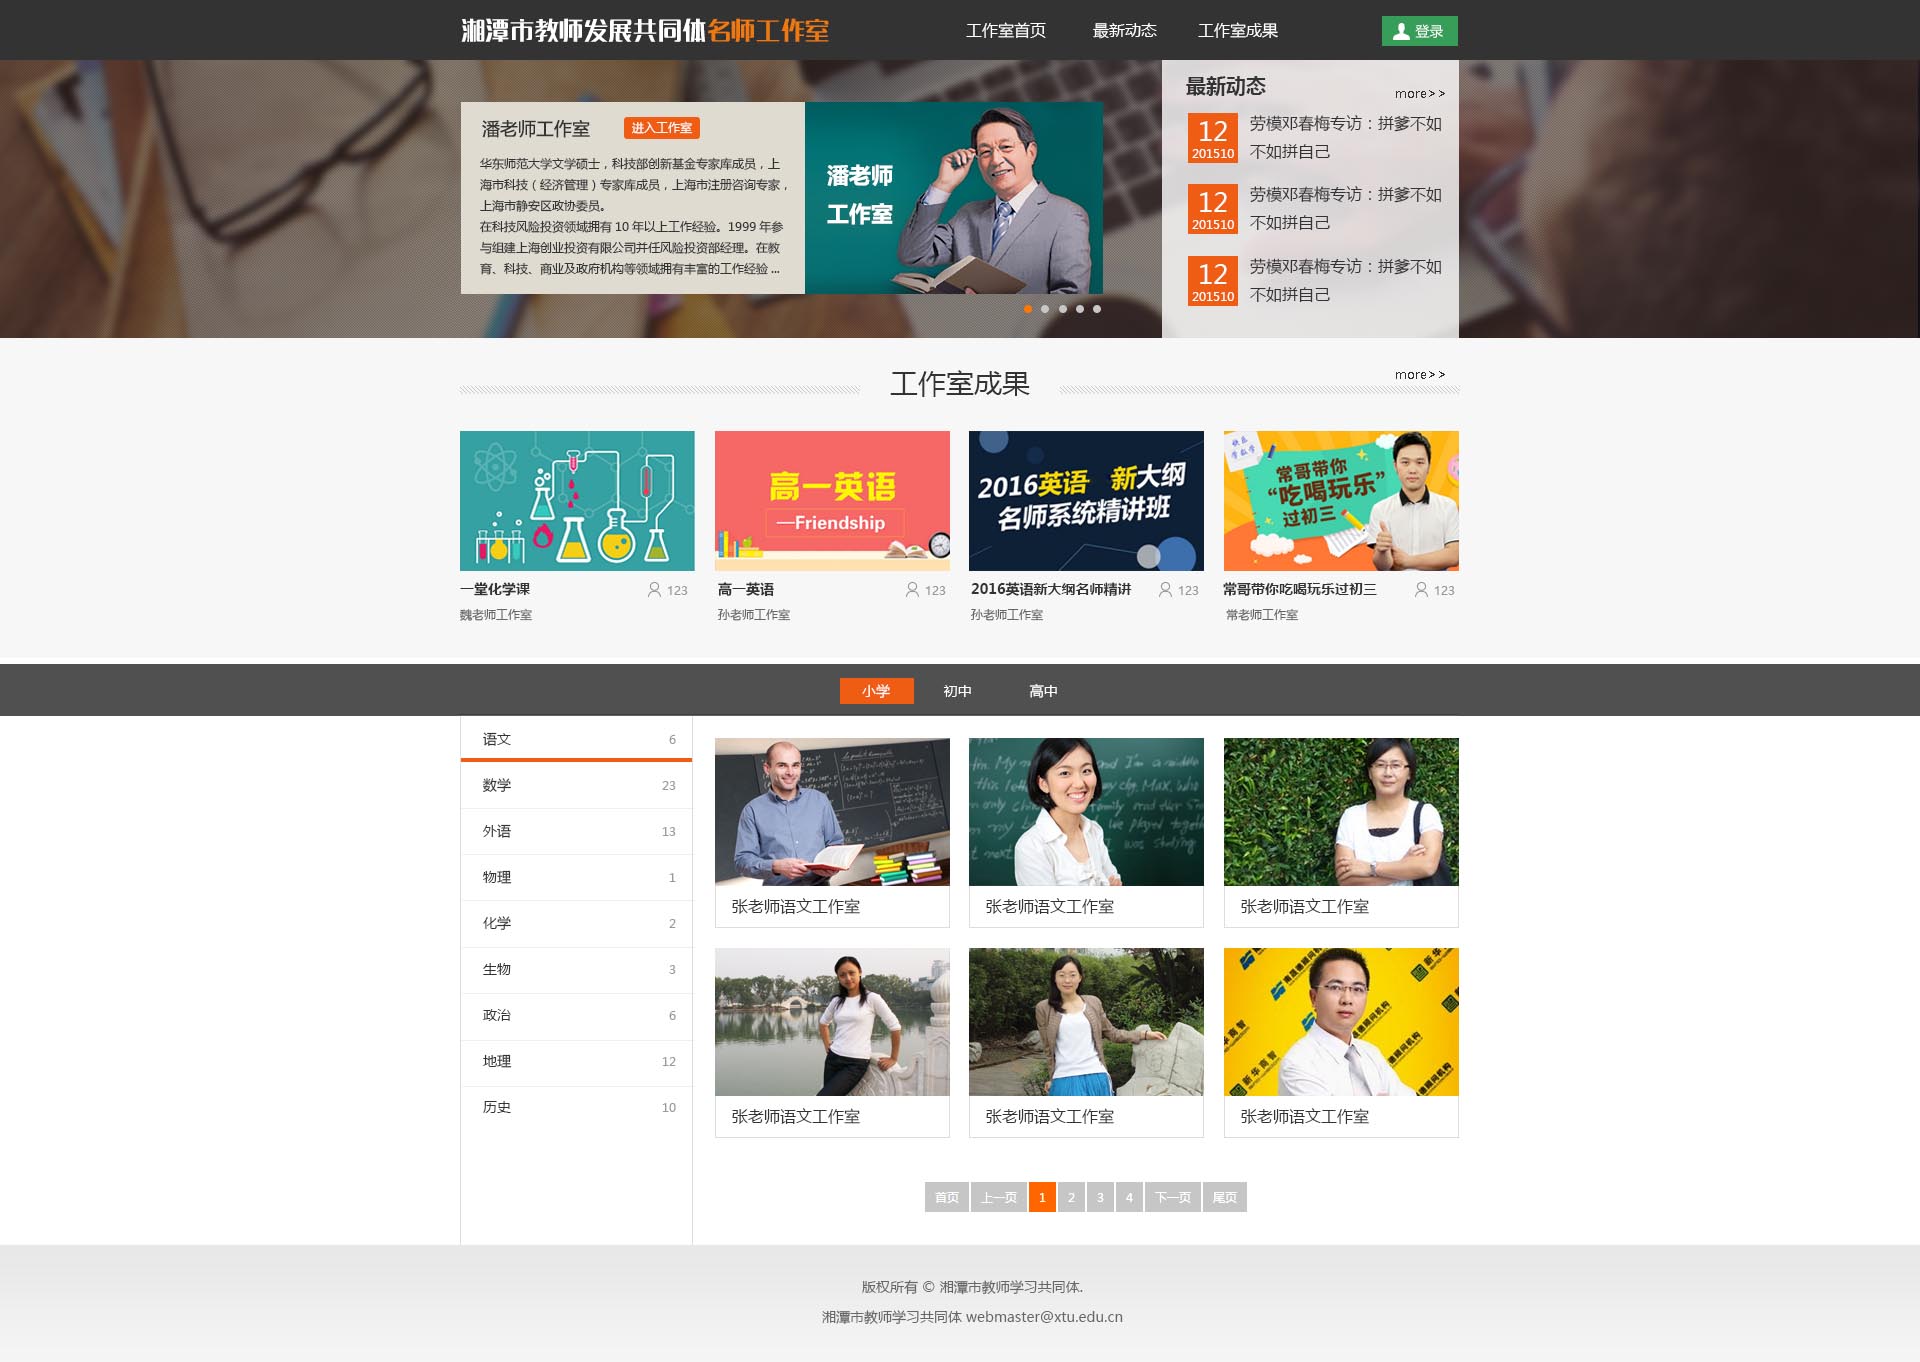 湘潭市教师发展共同体名师工作室
工作室首页 最新动态 工作室成果
登录
潘老师工作室 进入工作室
华东师范大学文学硕士，科技部创新基金专家库成员，上
海市科技（经济管理）专家库成员，上海市注册咨询专家，
上海市静安区政协委员。
在科技风险投资领域拥有 10 年以上工作经验。1999 年参
与组建上海创业投资有限公司并任风险投资部经理。在教
育、科技、商业及政府机构等领域拥有丰富的工作经验 ...
潘老师
工作室
最新动态 more>>
12
201510
劳模邓春梅专访：拼爹不如
不如拼自己
12
201510
劳模邓春梅专访：拼爹不如
不如拼自己
12
201510
劳模邓春梅专访：拼爹不如
不如拼自己
工作室成果 more>>
高一英语
—Friendship
2016英语 新大纲
名师系统精讲班
快乐
学数学
常哥带你
“吃喝玩乐”
过初三
一堂化学课 123
魏老师工作室
高一英语 123
孙老师工作室
2016英语新大纲名师精讲 123
孙老师工作室
常哥带你吃喝玩乐过初三 123
常老师工作室
小学 初中 高中
语文 6
数学 23
外语 13
物理 1
化学 2
生物 3
政治 6
地理 12
历史 10
张老师语文工作室
张老师语文工作室
张老师语文工作室
张老师语文工作室
张老师语文工作室
新华商智
张老师语文工作室
首页 上一页 1 2 3 4 下一页 尾页
版权所有 © 湘潭市教师学习共同体.
湘潭市教师学习共同体 webmaster@xtu.edu.cn